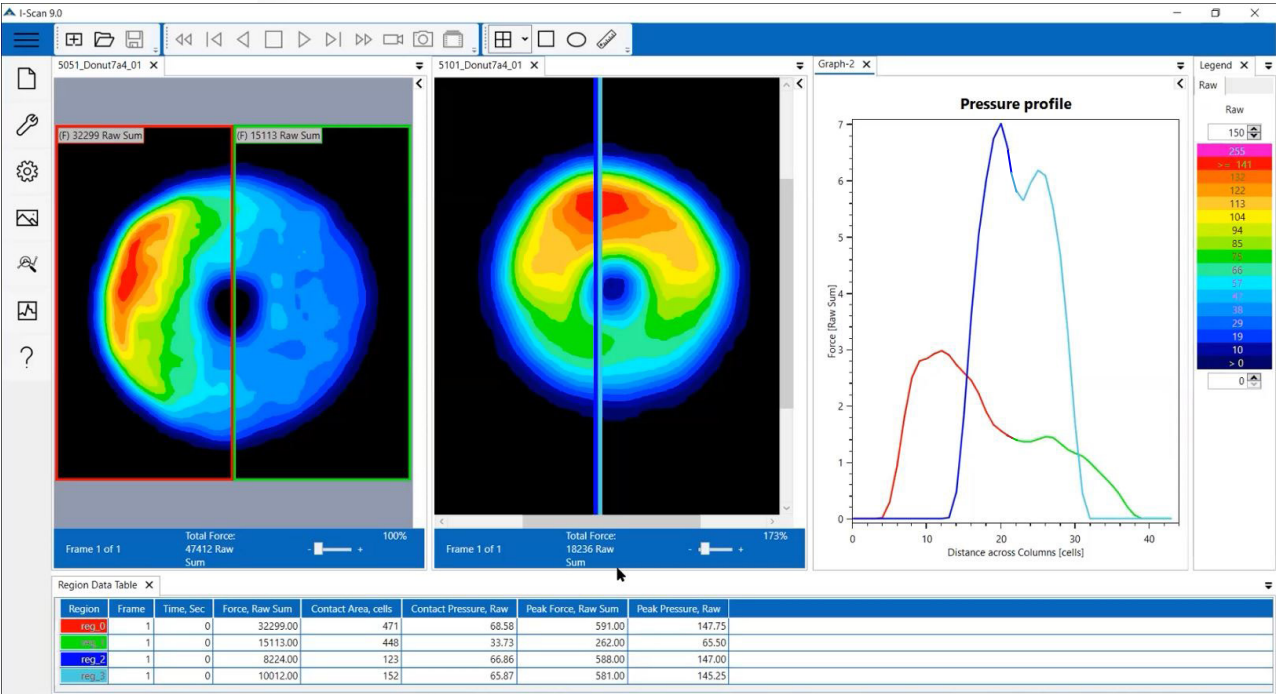 I-Scan 9.0
5051_Donut7a4_01
(F) 32299 Raw Sum
(F) 15113 Raw Sum
Frame 1 of 1
Total Force:
47412 Raw
Sum
- +
100%
5101_Donut7a4_01
Frame 1 of 1
Total Force:
18236 Raw
Sum
- +
173%
Graph-2
Pressure profile
Force [Raw Sum]
7
6
5
4
3
2
1
0
0 10 20 30 40
Distance across Columns [cells]
Legend
Raw
Raw
150
255
>= 141
132
122
113
104
94
85
75
66
57
47
38
29
19
10
> 0
0
Region Data Table
Region Frame Time, Sec Force, Raw Sum Contact Area, cells Contact Pressure, Raw Peak Force, Raw Sum Peak Pressure, Raw
reg_0 1 0 32299.00 471 68.58 591.00 147.75
reg_1 1 0 15113.00 448 33.73 262.00 65.50
reg_2 1 0 8224.00 123 66.86 588.00 147.00
reg_3 1 0 10012.00 152 65.87 581.00 145.25